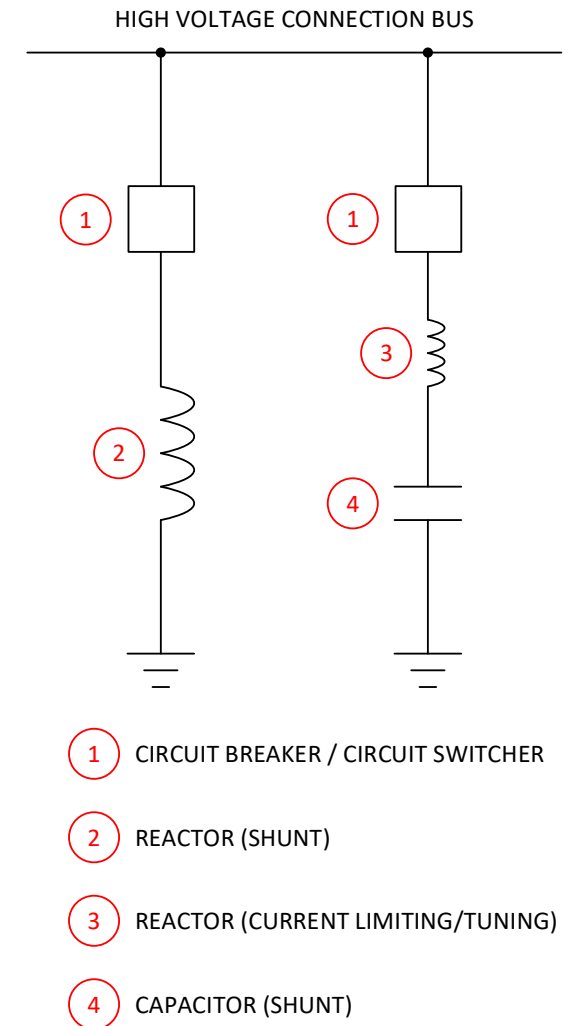 HIGH VOLTAGE CONNECTION BUS
1 1
3
2
4
1 CIRCUIT BREAKER / CIRCUIT SWITCHER
2 REACTOR (SHUNT)
3 REACTOR (CURRENT LIMITING/TUNING)
4 CAPACITOR (SHUNT)